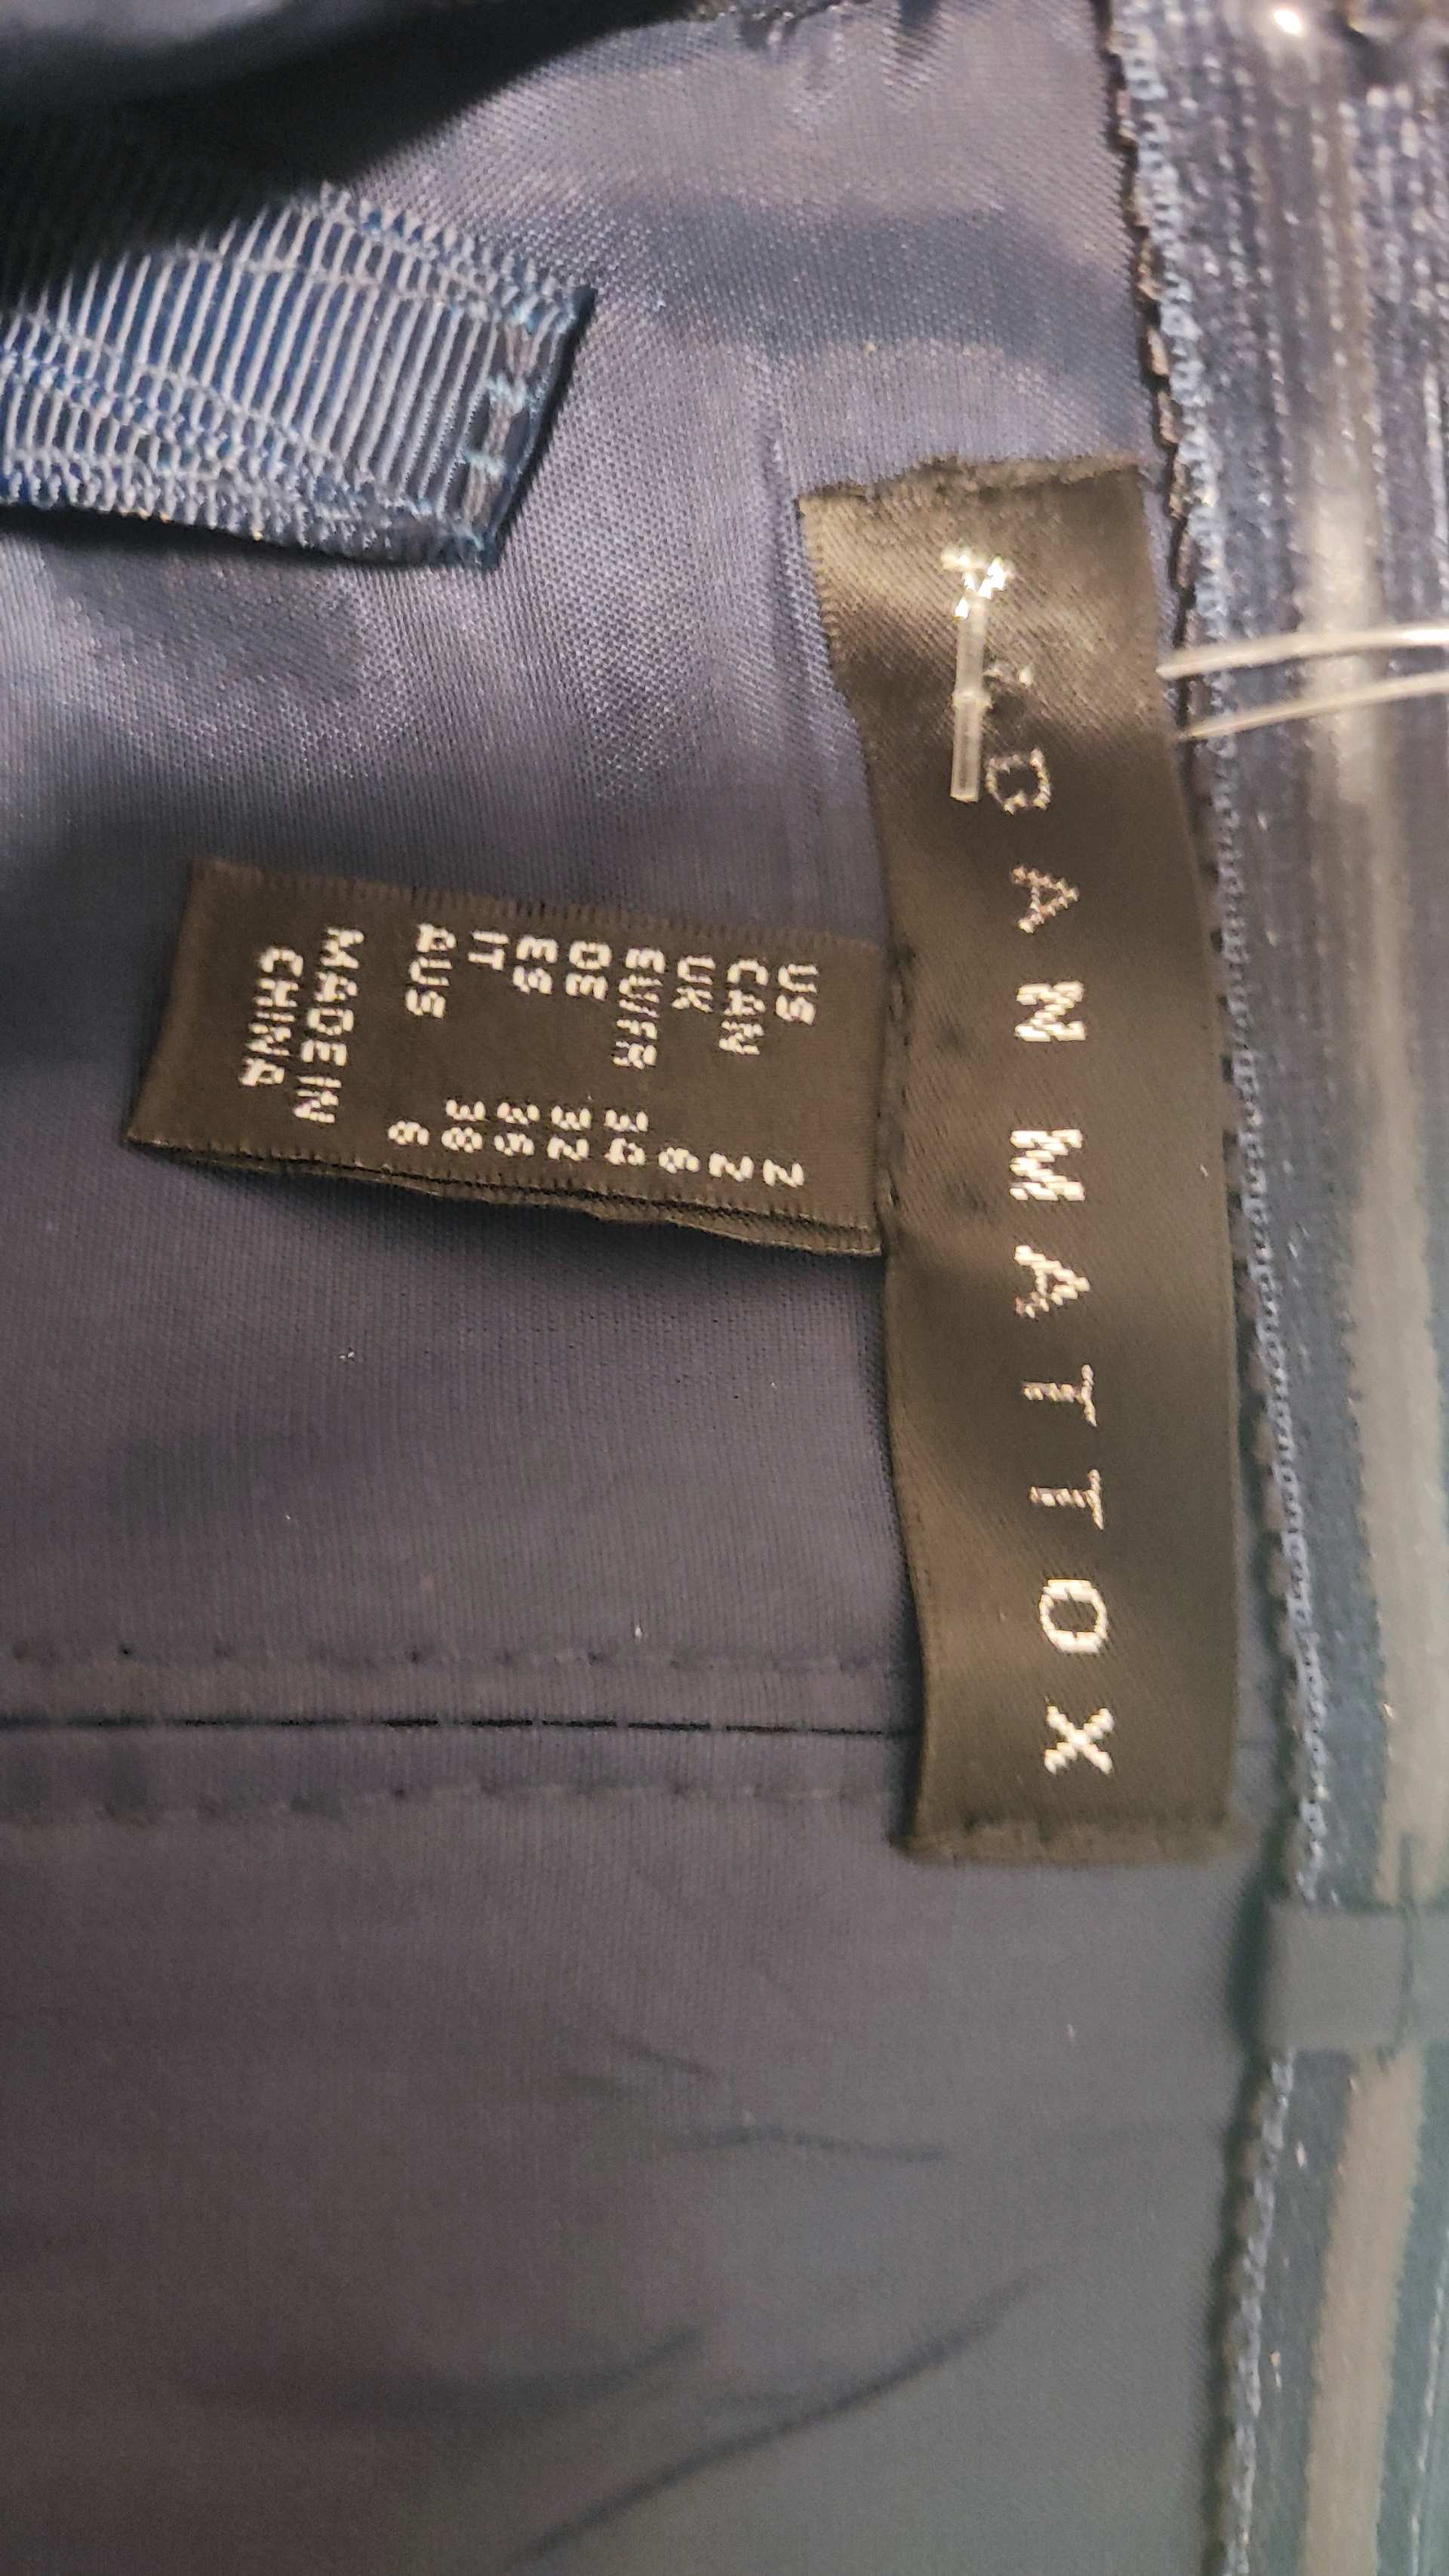 AIDAN MATTOX
US 2
CAN 2
UK 6
EU/FR 34
DE 32
ES 36
IT 38
AUS 6
MADE IN
CHINA